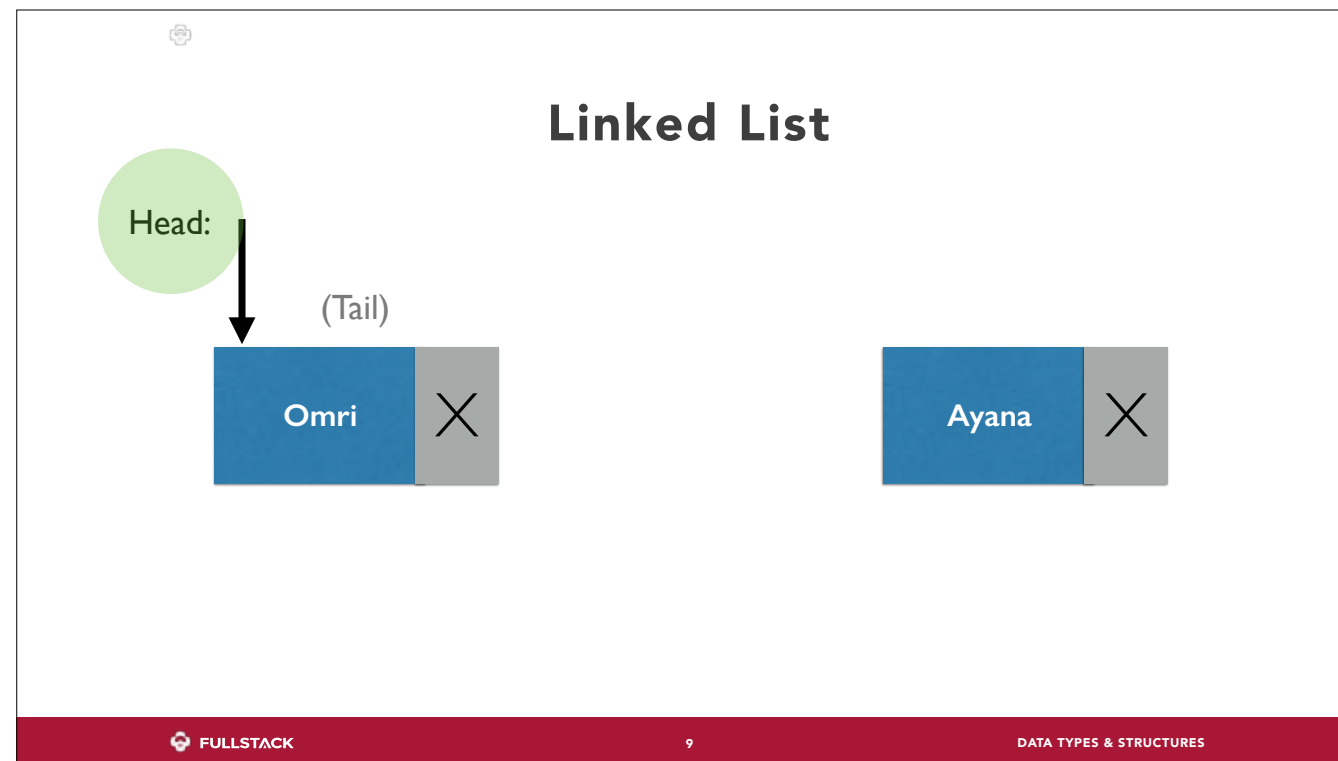 Linked List
Head:
(Tail)
Omri X
Ayana X
FULLSTACK
9
DATA TYPES & STRUCTURES